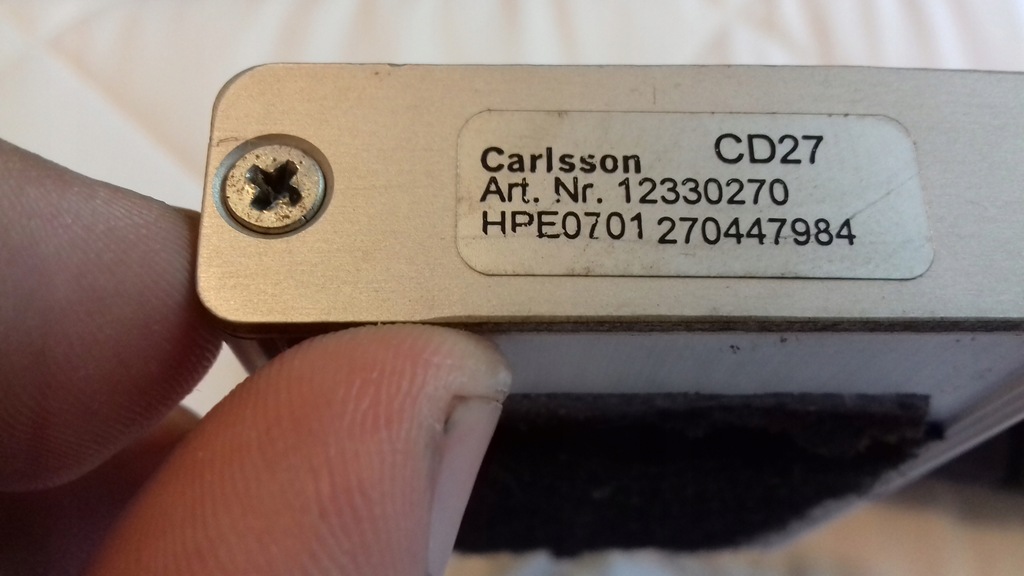 Carlsson CD27
Art. Nr. 12330270
HPE0701 270447984